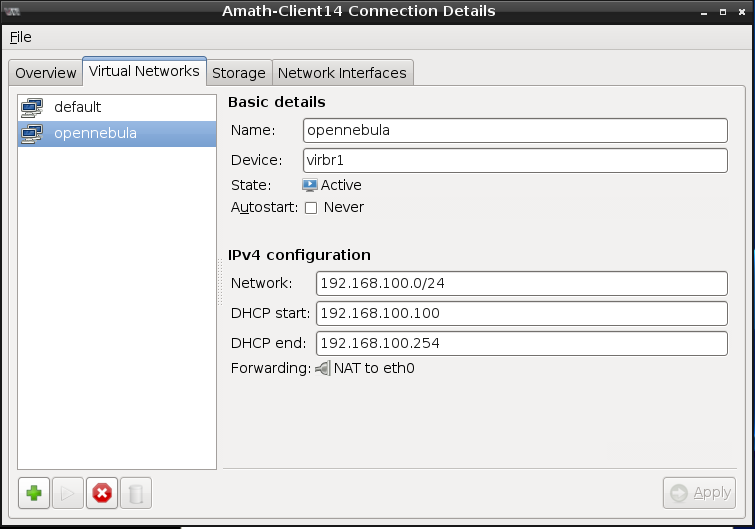 Amath-Client14 Connection Details
File
Overview Virtual Networks Storage Network Interfaces
default
opennebula
Basic details
Name: opennebula
Device: virbr1
State: Active
Autostart: Never
IPv4 configuration
Network: 192.168.100.0/24
DHCP start: 192.168.100.100
DHCP end: 192.168.100.254
Forwarding: NAT to eth0
Apply